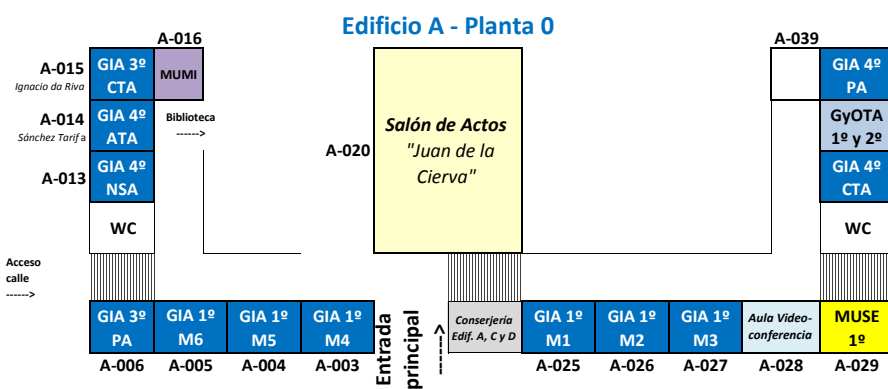 Edificio A - Planta 0
A-016
A-039
A-015
Ignacio da Riva
GIA 3º
CTA
MUMI
GIA 4º
PA
A-014
Sánchez Tarifa
GIA 4º
ATA
Biblioteca
------>
A-020
Salón de Actos
"Juan de la
Cierva"
GyOTA
1º y 2º
A-013
GIA 4º
NSA
GIA 4º
CTA
WC
WC
Acceso
calle
------>
GIA 3º
PA
GIA 1º
M6
GIA 1º
M5
GIA 1º
M4
Entrada
principal
------>
Conserjería
Edif. A, C y D
GIA 1º
M1
GIA 1º
M2
GIA 1º
M3
Aula Video-
conferencia
MUSE
1º
A-006
A-005
A-004
A-003
A-025
A-026
A-027
A-028
A-029